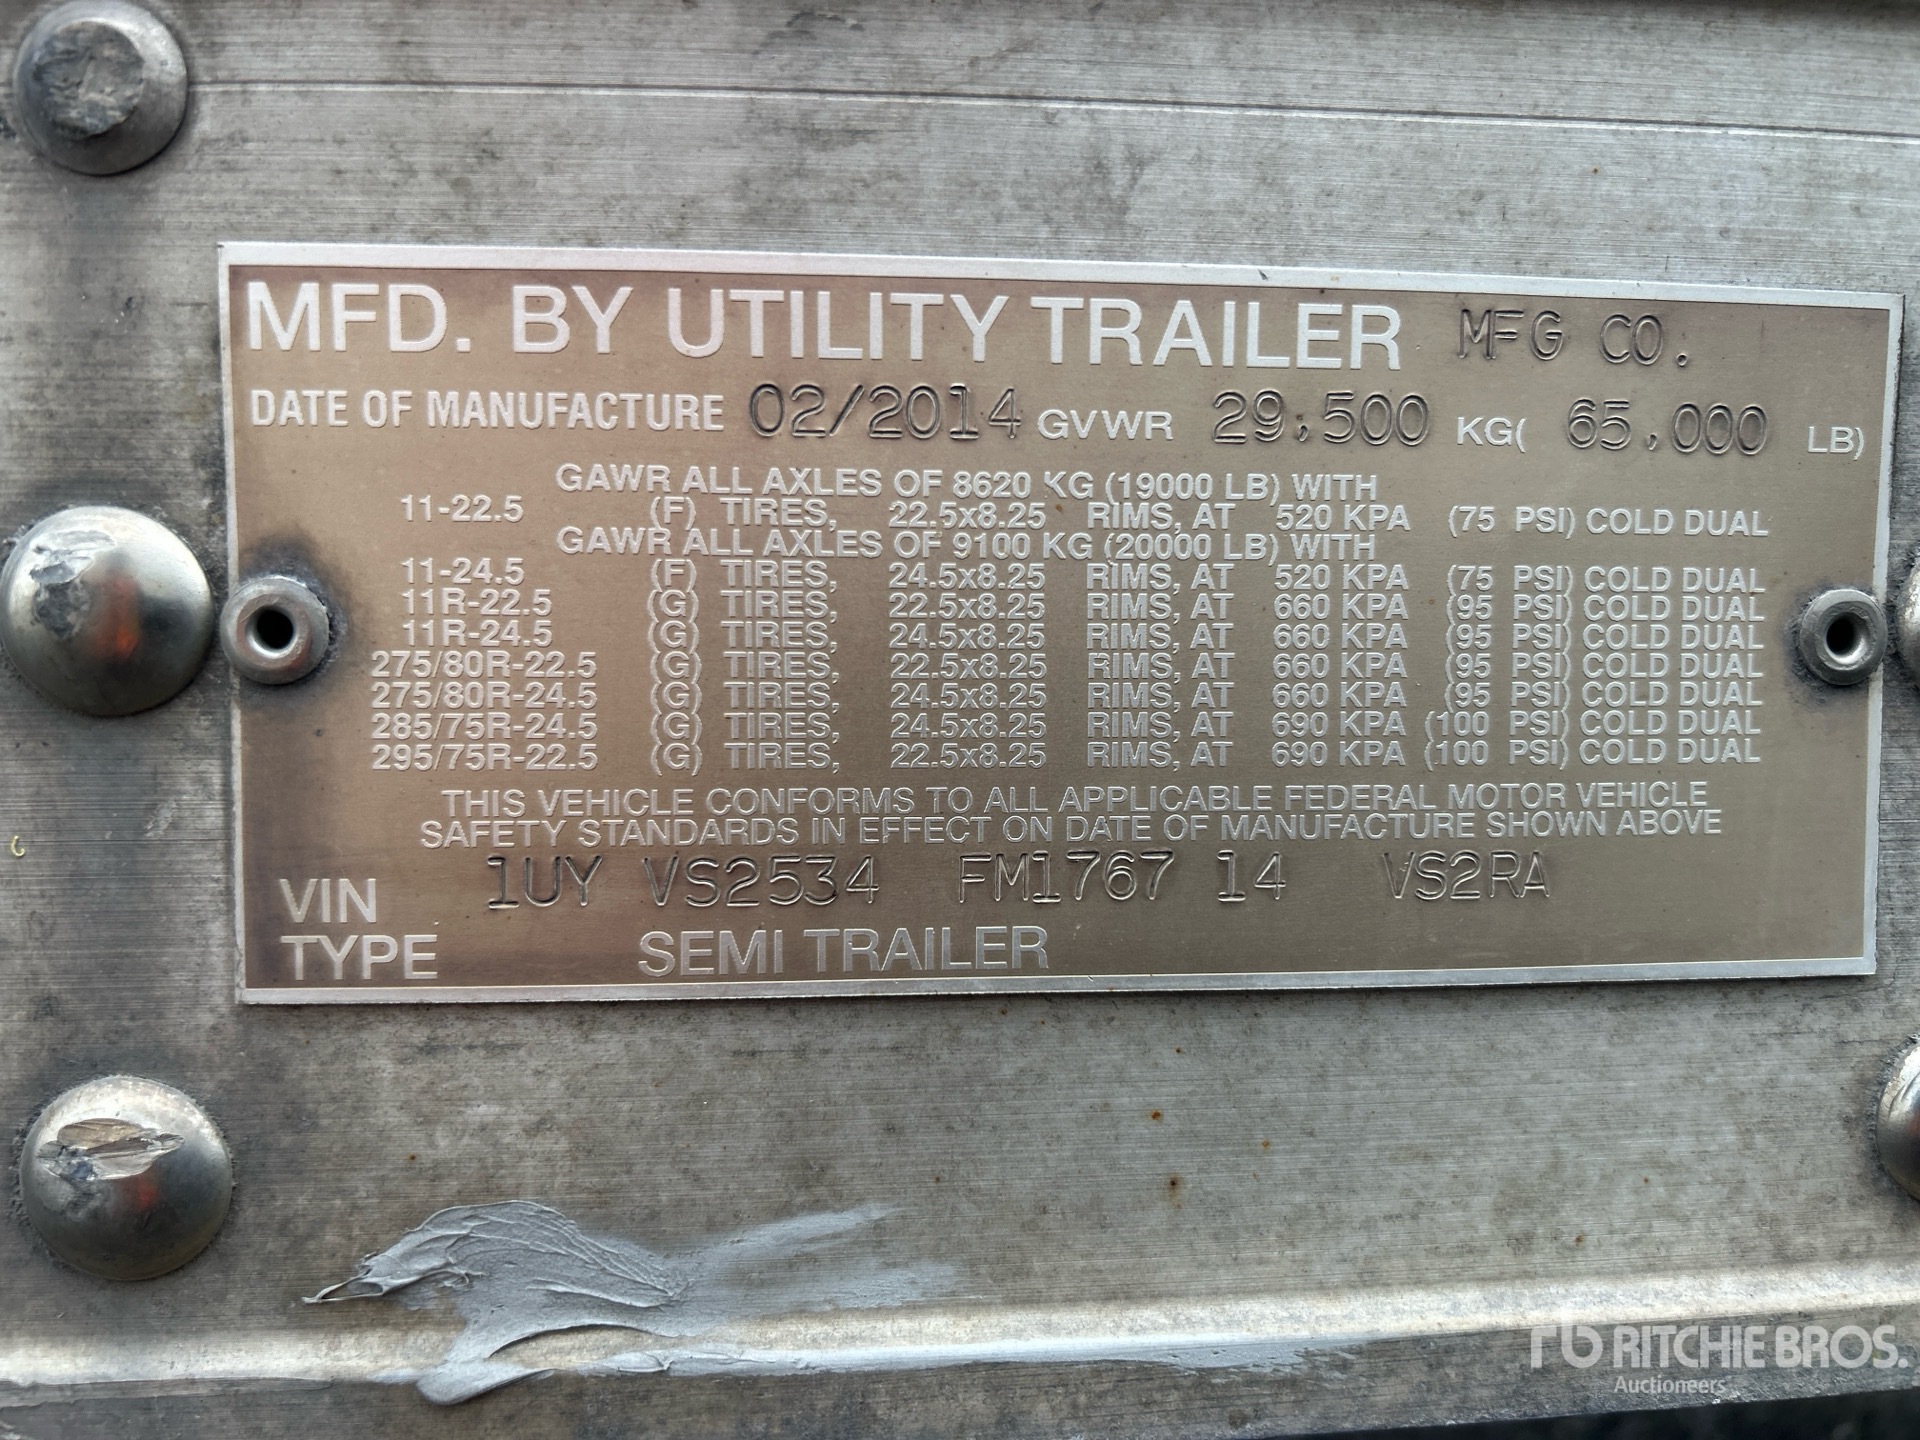 MFD. BY UTILITY TRAILER MFG CO.
DATE OF MANUFACTURE 02/2014 GVWR 29,500 KG( 65,000 LB)
GAWR ALL AXLES OF 8620 KG (19000 LB) WITH
11-22.5 (F) TIRES, 22.5x8.25 RIMS, AT 520 KPA (75 PSI) COLD DUAL
GAWR ALL AXLES OF 9100 KG (20000 LB) WITH
11-24.5 (F) TIRES, 24.5x8.25 RIMS, AT 520 KPA (75 PSI) COLD DUAL
11R-22.5 (G) TIRES, 22.5x8.25 RIMS, AT 660 KPA (95 PSI) COLD DUAL
11R-24.5 (G) TIRES, 24.5x8.25 RIMS, AT 660 KPA (95 PSI) COLD DUAL
275/80R-22.5 (G) TIRES, 22.5x8.25 RIMS, AT 660 KPA (95 PSI) COLD DUAL
275/80R-24.5 (G) TIRES, 24.5x8.25 RIMS, AT 660 KPA (95 PSI) COLD DUAL
285/75R-24.5 (G) TIRES, 24.5x8.25 RIMS, AT 690 KPA (100 PSI) COLD DUAL
295/75R-22.5 (G) TIRES, 22.5x8.25 RIMS, AT 690 KPA (100 PSI) COLD DUAL
THIS VEHICLE CONFORMS TO ALL APPLICABLE FEDERAL MOTOR VEHICLE
SAFETY STANDARDS IN EFFECT ON DATE OF MANUFACTURE SHOWN ABOVE
VIN 1UY VS2534 FM1767 14 VS2RA
TYPE SEMI TRAILER
rb RITCHIE BROS.
Auctioneers